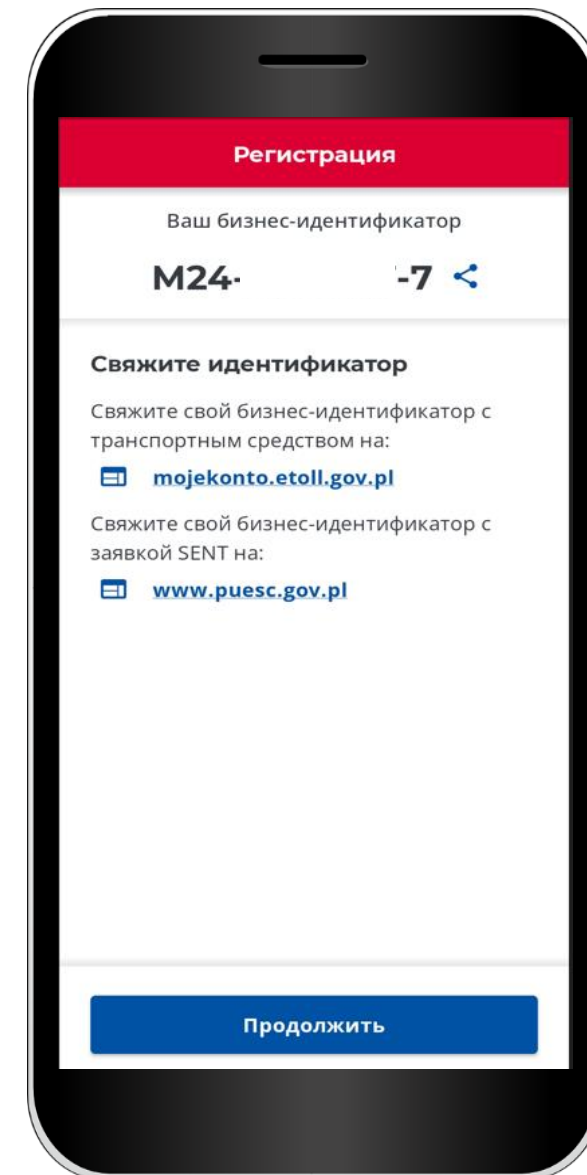 Регистрация
Ваш бизнес-идентификатор
M24- -7
Свяжите идентификатор
Свяжите свой бизнес-идентификатор с
транспортным средством на:
mojekonto.etoll.gov.pl
Свяжите свой бизнес-идентификатор с
заявкой SENT на:
www.puesc.gov.pl
Продолжить